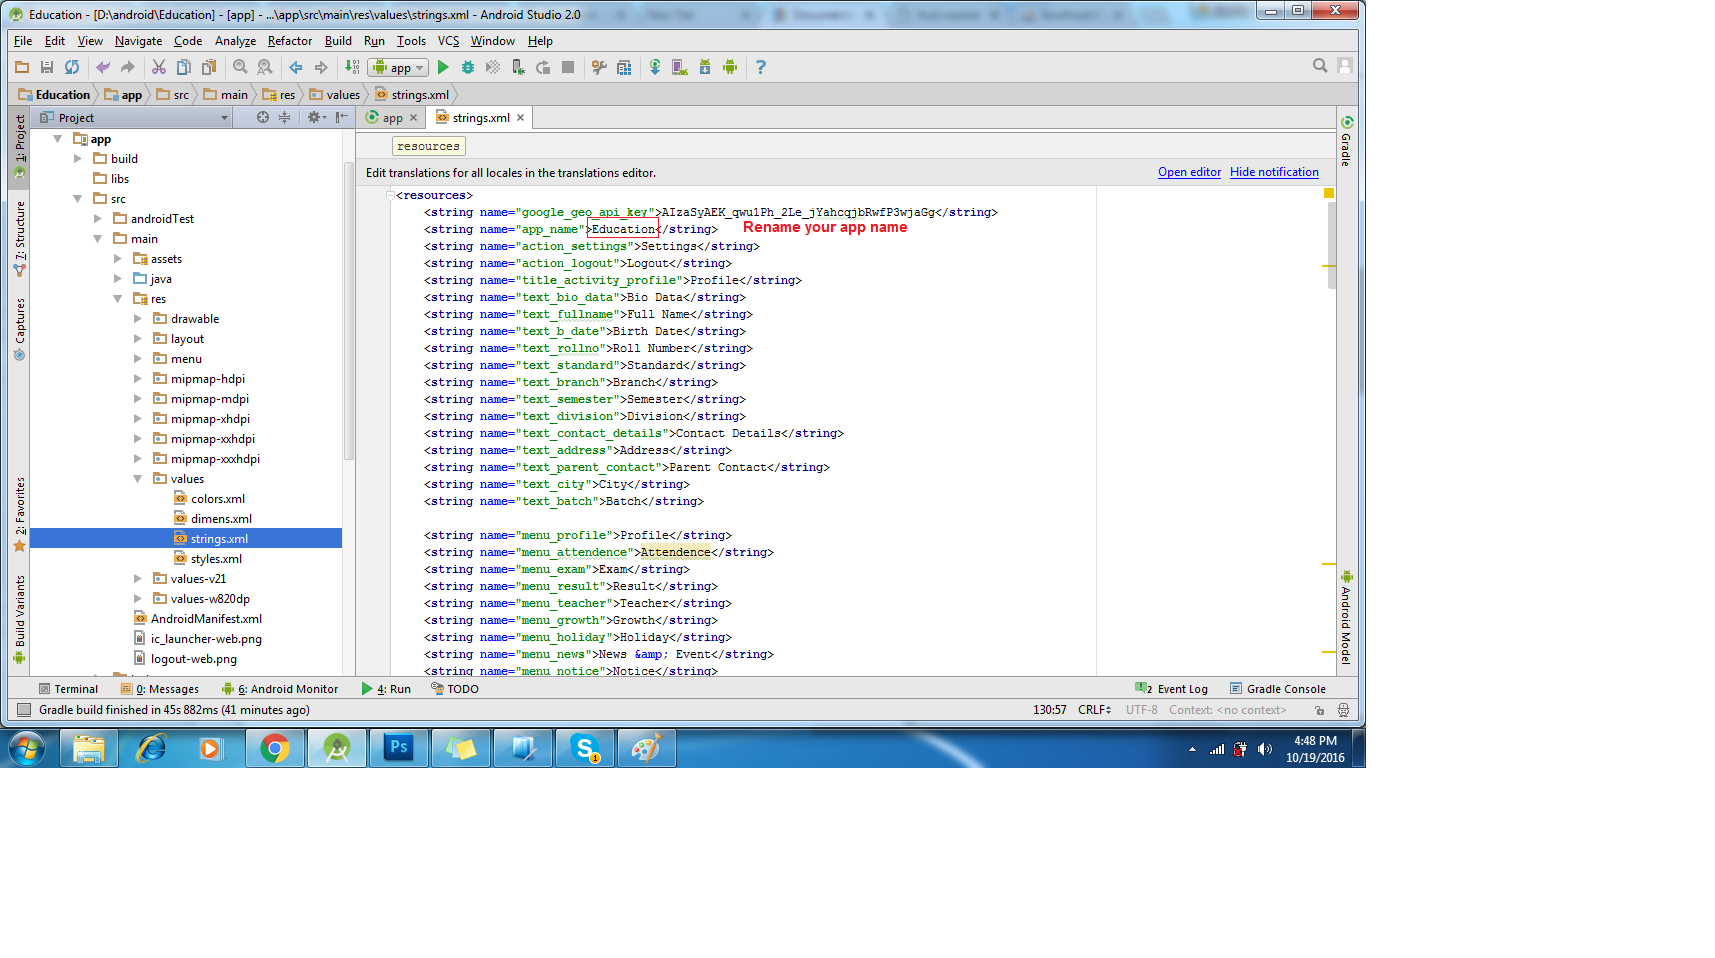 Education - [D:\android\Education] - [app] - ...\app\src\main\res\values\strings.xml - Android Studio 2.0
File Edit View Navigate Code Analyze Refactor Build Run Tools VCS Window Help
app
Education app src main res values strings.xml
Project
app strings.xml
1: Project
7: Structure
Captures
2: Favorites
Build Variants
app
build
libs
src
androidTest
main
assets
java
res
drawable
layout
menu
mipmap-hdpi
mipmap-mdpi
mipmap-xhdpi
mipmap-xxhdpi
mipmap-xxxhdpi
values
colors.xml
dimens.xml
strings.xml
styles.xml
values-v21
values-w820dp
AndroidManifest.xml
ic_launcher-web.png
logout-web.png
resources
Edit translations for all locales in the translations editor. Open editor Hide notification
<resources>
<string name="google_geo_api_key">AIzaSyAEK_qwu1Ph_2Le_jYahcqjbRwfP3wjaGg</string>
<string name="app_name">Education</string> Rename your app name
<string name="action_settings">Settings</string>
<string name="action_logout">Logout</string>
<string name="title_activity_profile">Profile</string>
<string name="text_bio_data">Bio Data</string>
<string name="text_fullname">Full Name</string>
<string name="text_b_date">Birth Date</string>
<string name="text_rollno">Roll Number</string>
<string name="text_standard">Standard</string>
<string name="text_branch">Branch</string>
<string name="text_semester">Semester</string>
<string name="text_division">Division</string>
<string name="text_contact_details">Contact Details</string>
<string name="text_address">Address</string>
<string name="text_parent_contact">Parent Contact</string>
<string name="text_city">City</string>
<string name="text_batch">Batch</string>
<string name="menu_profile">Profile</string>
<string name="menu_attendence">Attendence</string>
<string name="menu_exam">Exam</string>
<string name="menu_result">Result</string>
<string name="menu_teacher">Teacher</string>
<string name="menu_growth">Growth</string>
<string name="menu_holiday">Holiday</string>
<string name="menu_news">News &amp; Event</string>
<string name="menu_notice">Notice</string>
Gradle
Android Model
Terminal 0: Messages 6: Android Monitor 4: Run TODO 2 Event Log Gradle Console
Gradle build finished in 45s 882ms (41 minutes ago) 130:57 CRLF UTF-8 Context: <no context>
Ps
S
1
4:48 PM
10/19/2016